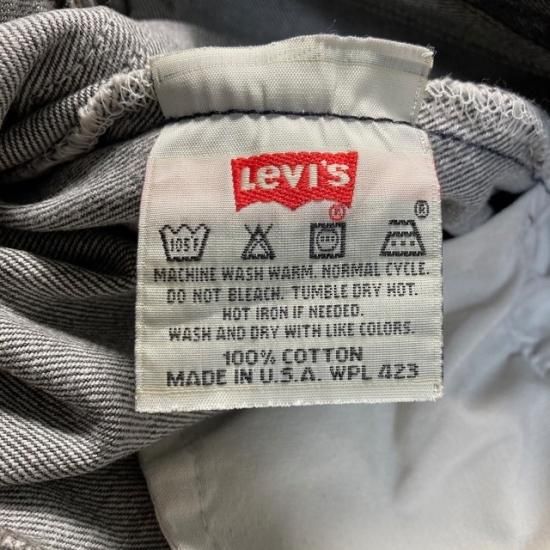 Levi's
®
®
105F
MACHINE WASH WARM. NORMAL CYCLE.
DO NOT BLEACH. TUMBLE DRY HOT.
HOT IRON IF NEEDED.
WASH AND DRY WITH LIKE COLORS.
100% COTTON
MADE IN U.S.A. WPL 423